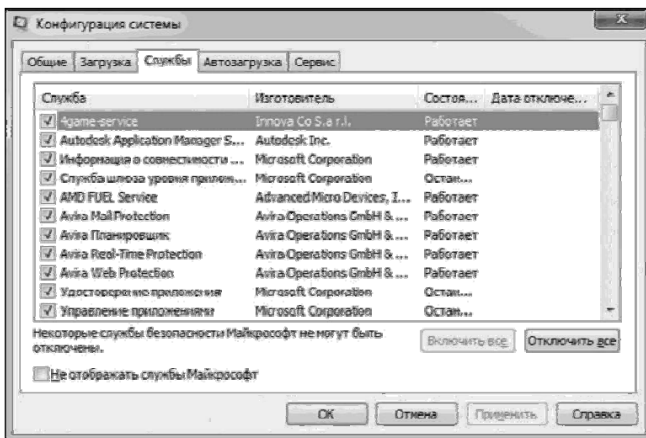 Конфигурация системы
Общие Загрузка Службы Автозагрузка Сервис
Служба Изготовитель Состоя... Дата отключе...
4game-service Innova Co S.a r.l. Работает
Autodesk Application Manager S... Autodesk Inc. Работает
Информация о совместимости ... Microsoft Corporation Работает
Служба шлюза уровня прилож... Microsoft Corporation Остан...
AMD FUEL Service Advanced Micro Devices, I... Работает
Avira Mail Protection Avira Operations GmbH & ... Работает
Avira Планировщик Avira Operations GmbH & ... Работает
Avira Real-Time Protection Avira Operations GmbH & ... Работает
Avira Web Protection Avira Operations GmbH & ... Работает
Удостоверение приложения Microsoft Corporation Остан...
Управление приложениями Microsoft Corporation Остан...
Некоторые службы безопасности Майкрософт не могут быть
отключены.
Включить все Отключить все
Не отображать службы Майкрософт
ОК Отмена Применить Справка